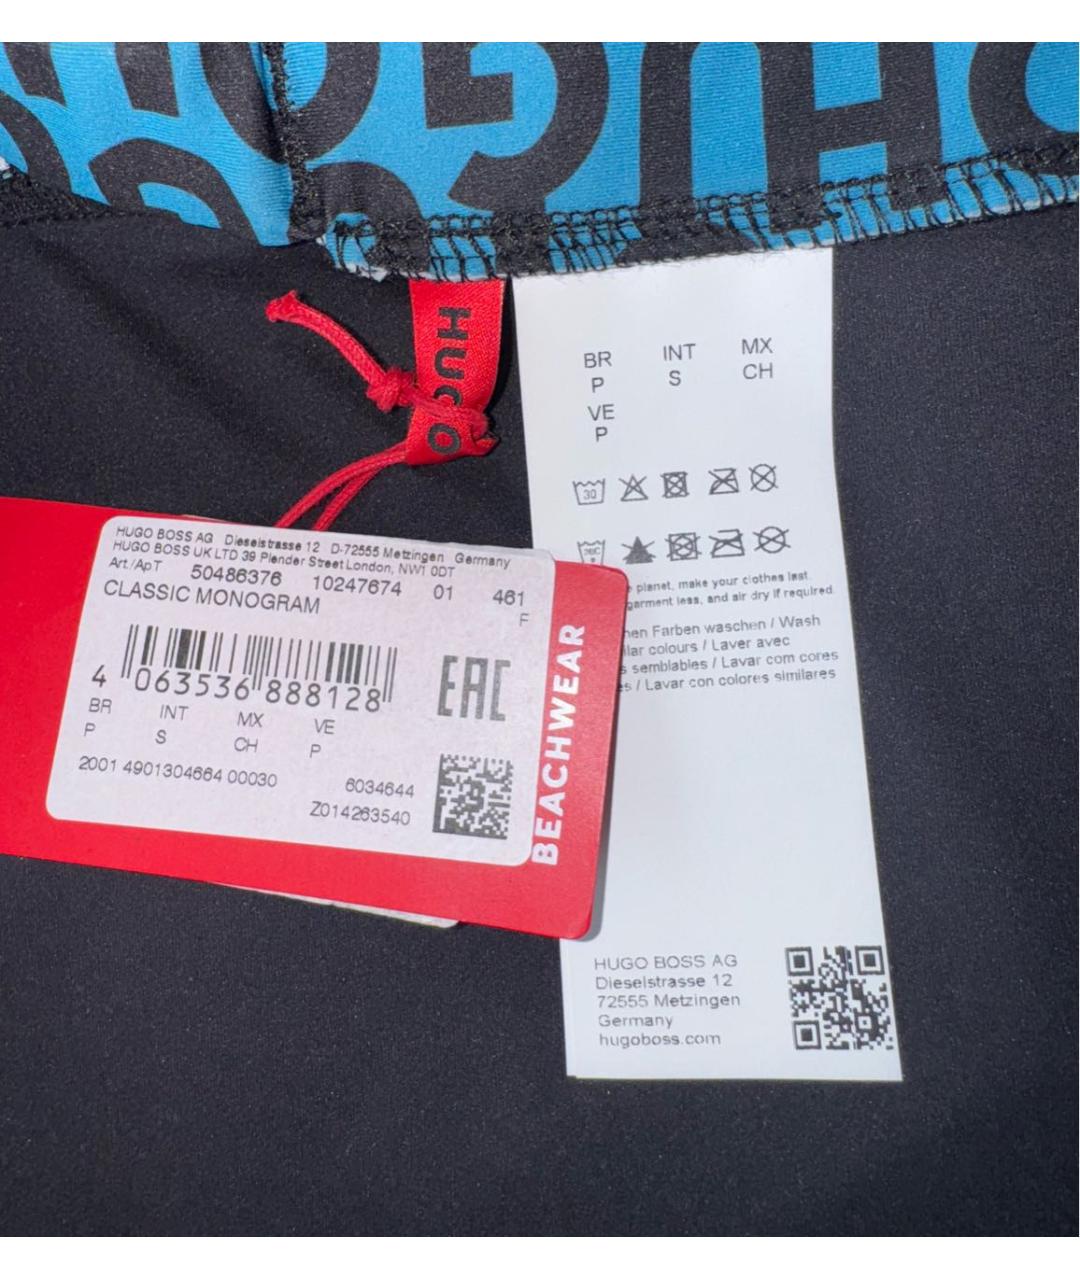 HUGO
BR INT MX
P S CH
VE
P
30
30C
planet, make your clothes last
garment less, and air dry if required.
Farben waschen / Wash
colours / Laver avec
semblables / Lavar com cores
/ Lavar con colores similares
HUGO BOSS AG
Dieselstrasse 12
72555 Metzingen
Germany
hugoboss.com
HUGO BOSS AG Dieselstrasse 12 D-72555 Metzingen Germany
HUGO BOSS UK LTD 39 Plender Street London, NW1 0DT
Art./ApT 50486376 10247674 01 461
CLASSIC MONOGRAM F
4 063536 888128
EAC
BR INT MX VE
P S CH P
2001 4901304664 00030 6034644
Z014263540
BEACHWEAR